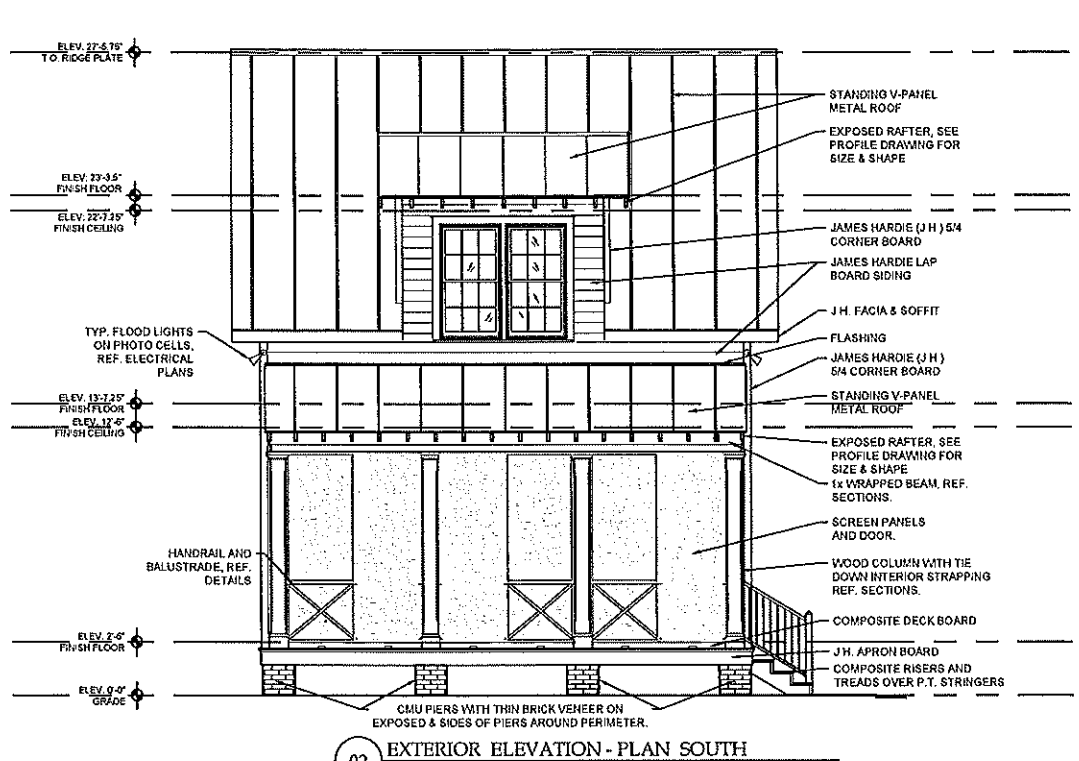 ELEV. 27'-5.75"
T.O. RIDGE PLATE
ELEV. 23'-3.5"
FINISH FLOOR
ELEV. 22'-7.25"
FINISH CEILING
TYP. FLOOD LIGHTS
ON PHOTO CELLS,
REF. ELECTRICAL
PLANS
ELEV. 13'-7.25"
FINISH FLOOR
ELEV. 12'-6"
FINISH CEILING
HANDRAIL AND
BALUSTRADE, REF.
DETAILS
ELEV. 2'-6"
FINISH FLOOR
ELEV. 0'-0"
GRADE
STANDING V-PANEL
METAL ROOF
EXPOSED RAFTER, SEE
PROFILE DRAWING FOR
SIZE & SHAPE
JAMES HARDIE (J H ) 5/4
CORNER BOARD
JAMES HARDIE LAP
BOARD SIDING
J.H. FACIA & SOFFIT
FLASHING
JAMES HARDIE (J H )
5/4 CORNER BOARD
STANDING V-PANEL
METAL ROOF
EXPOSED RAFTER, SEE
PROFILE DRAWING FOR
SIZE & SHAPE
1x WRAPPED BEAM, REF.
SECTIONS.
SCREEN PANELS
AND DOOR.
WOOD COLUMN WITH TIE
DOWN INTERIOR STRAPPING
REF. SECTIONS.
COMPOSITE DECK BOARD
J.H. APRON BOARD
COMPOSITE RISERS AND
TREADS OVER P.T. STRINGERS
CMU PIERS WITH THIN BRICK VENEER ON
EXPOSED & SIDES OF PIERS AROUND PERIMETER.
02 EXTERIOR ELEVATION - PLAN SOUTH